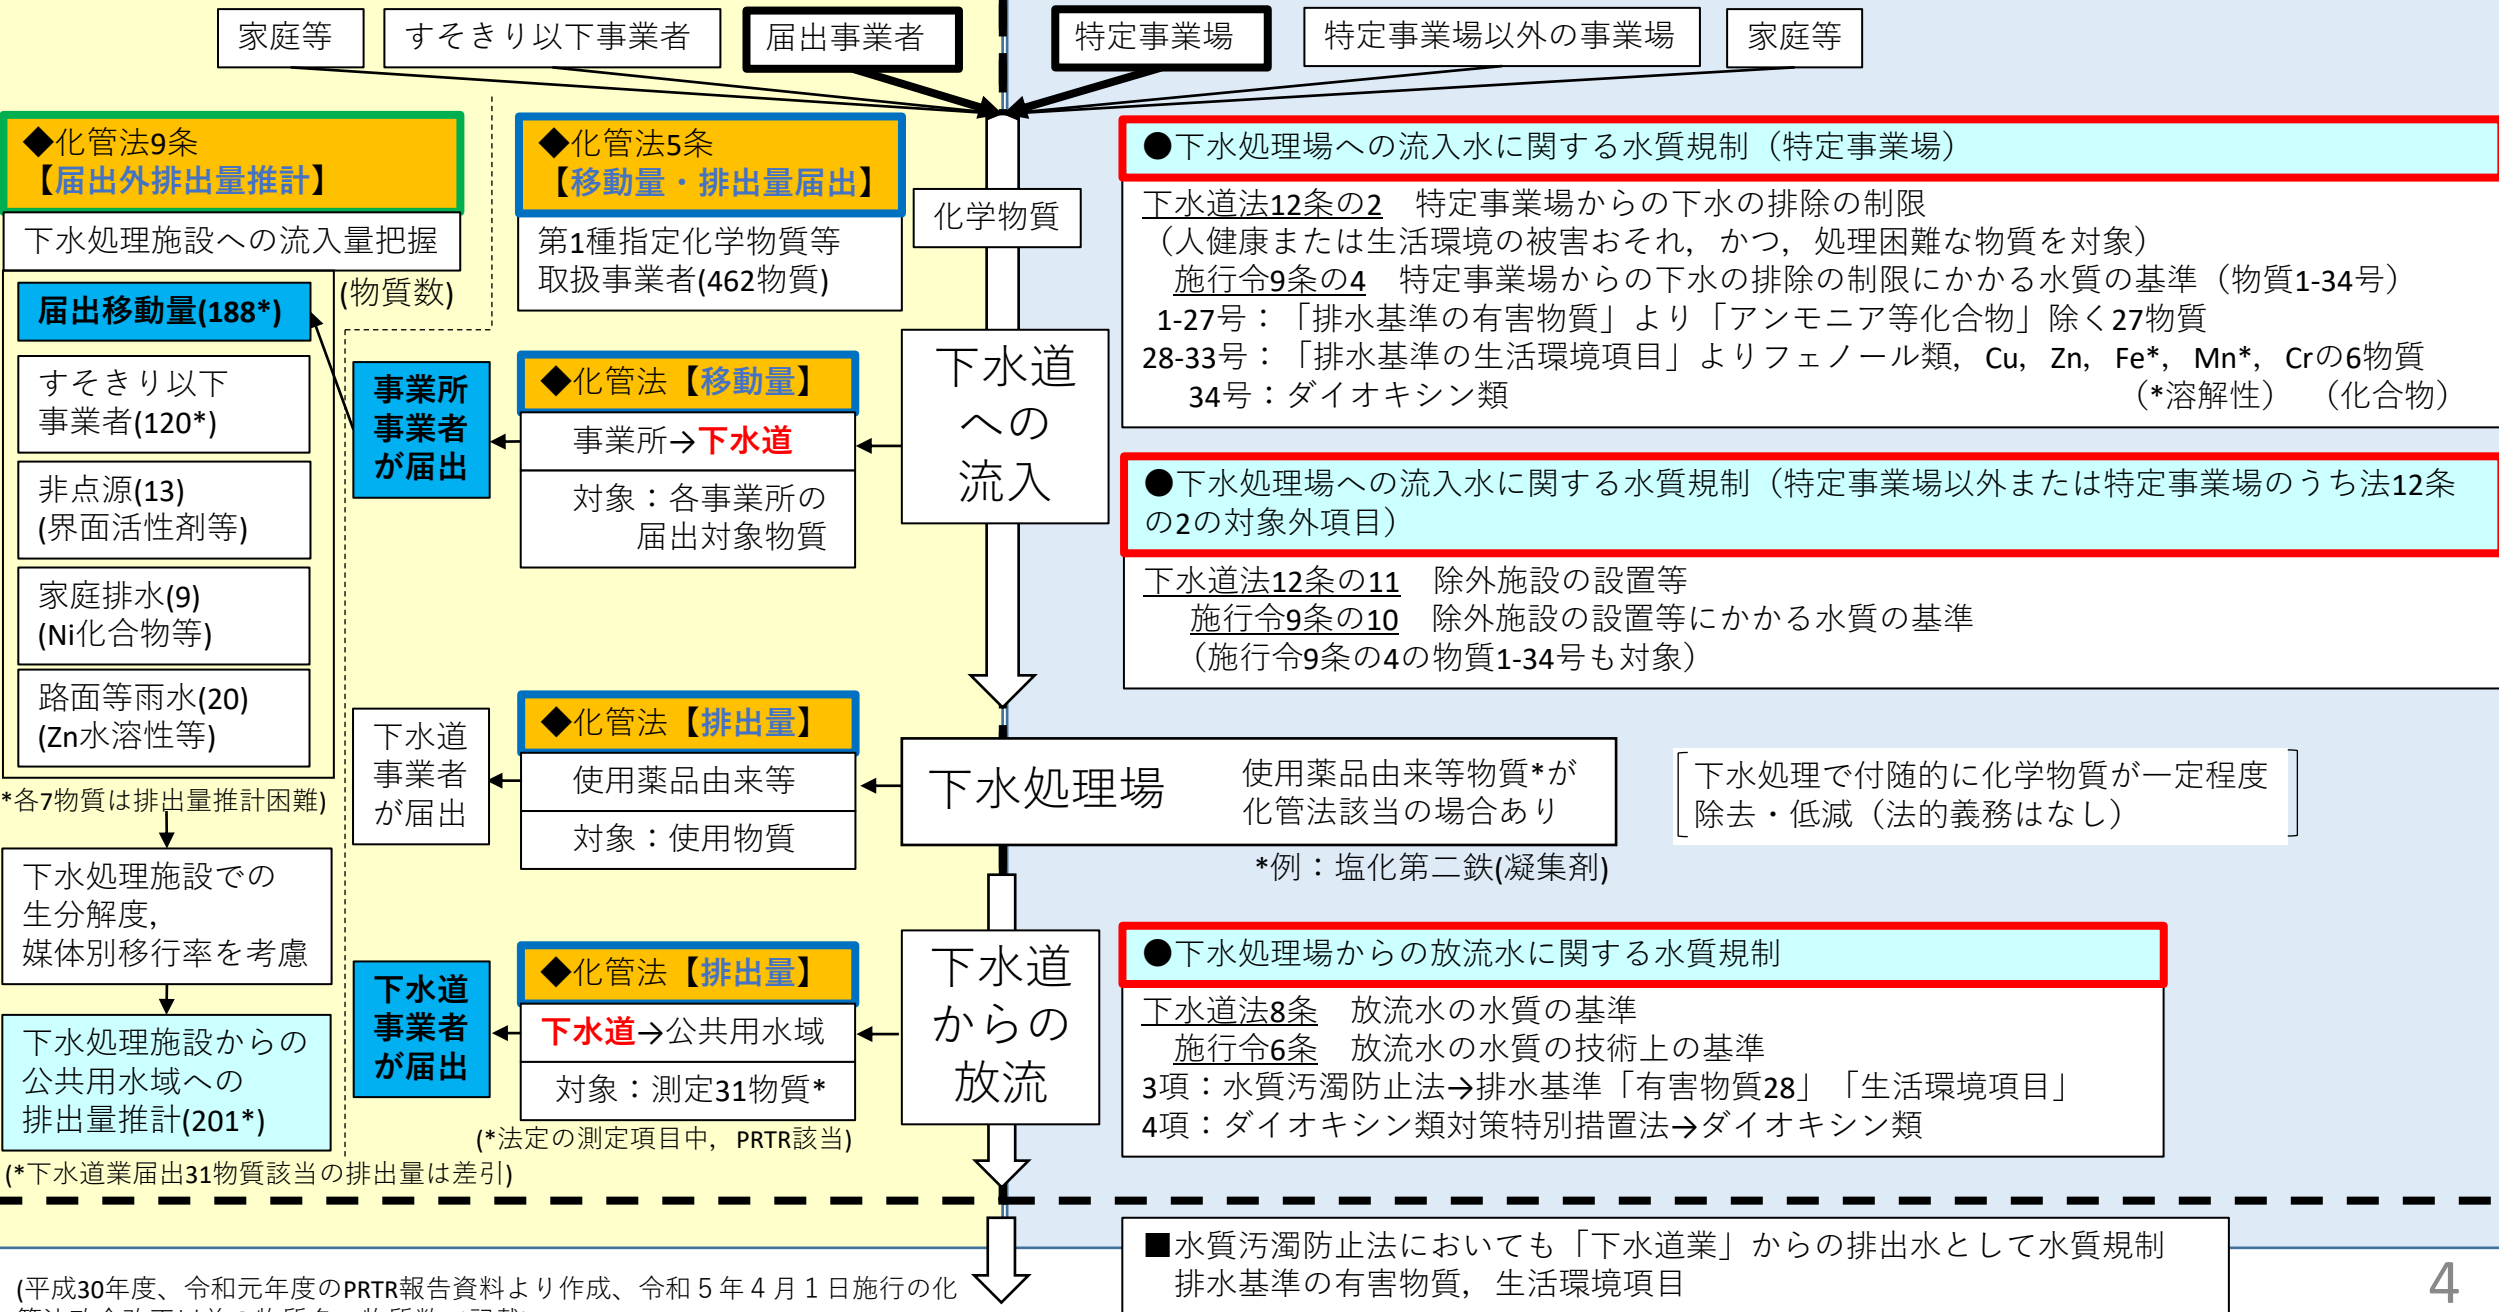 家庭等
すそきり以下事業者
届出事業者
特定事業場
特定事業場以外の事業場
家庭等
◆化管法9条
【届出外排出量推計】
下水処理施設への流入量把握
(物質数)
届出移動量(188*)
すそきり以下
事業者(120*)
非点源(13)
(界面活性剤等)
家庭排水(9)
(Ni化合物等)
路面等雨水(20)
(Zn水溶性等)
*各7物質は排出量推計困難)
下水処理施設での
生分解度,
媒体別移行率を考慮
下水処理施設からの
公共用水域への
排出量推計(201*)
(*下水道業届出31物質該当の排出量は差引)
◆化管法5条
【移動量・排出量届出】
第1種指定化学物質等
取扱事業者(462物質)
事業所
事業者
が届出
◆化管法【移動量】
事業所→下水道
対象：各事業所の
届出対象物質
下水道
事業者
が届出
◆化管法【排出量】
使用薬品由来等
対象：使用物質
下水道
事業者
が届出
◆化管法【排出量】
下水道→公共用水域
対象：測定31物質*
(*法定の測定項目中，PRTR該当)
化学物質
下水道
への
流入
下水処理場
使用薬品由来等物質*が
化管法該当の場合あり
*例：塩化第二鉄(凝集剤)
下水処理で付随的に化学物質が一定程度
除去・低減（法的義務はなし）
下水道
からの
放流
●下水処理場への流入水に関する水質規制（特定事業場）
下水道法12条の2　特定事業場からの下水の排除の制限
（人健康または生活環境の被害おそれ，かつ，処理困難な物質を対象）
施行令9条の4　特定事業場からの下水の排除の制限にかかる水質の基準（物質1-34号）
1-27号：「排水基準の有害物質」より「アンモニア等化合物」除く27物質
28-33号：「排水基準の生活環境項目」よりフェノール類，Cu，Zn，Fe*，Mn*，Crの6物質
34号：ダイオキシン類　（*溶解性）（化合物）
●下水処理場への流入水に関する水質規制（特定事業場以外または特定事業場のうち法12条
の2の対象外項目）
下水道法12条の11　除外施設の設置等
施行令9条の10　除外施設の設置等にかかる水質の基準
（施行令9条の4の物質1-34号も対象）
●下水処理場からの放流水に関する水質規制
下水道法8条　放流水の水質の基準
施行令6条　放流水の水質の技術上の基準
3項：水質汚濁防止法→排水基準「有害物質28」「生活環境項目」
4項：ダイオキシン類対策特別措置法→ダイオキシン類
■水質汚濁防止法においても「下水道業」からの排出水として水質規制
排水基準の有害物質，生活環境項目
(平成30年度、令和元年度のPRTR報告資料より作成、令和５年４月１日施行の化
4